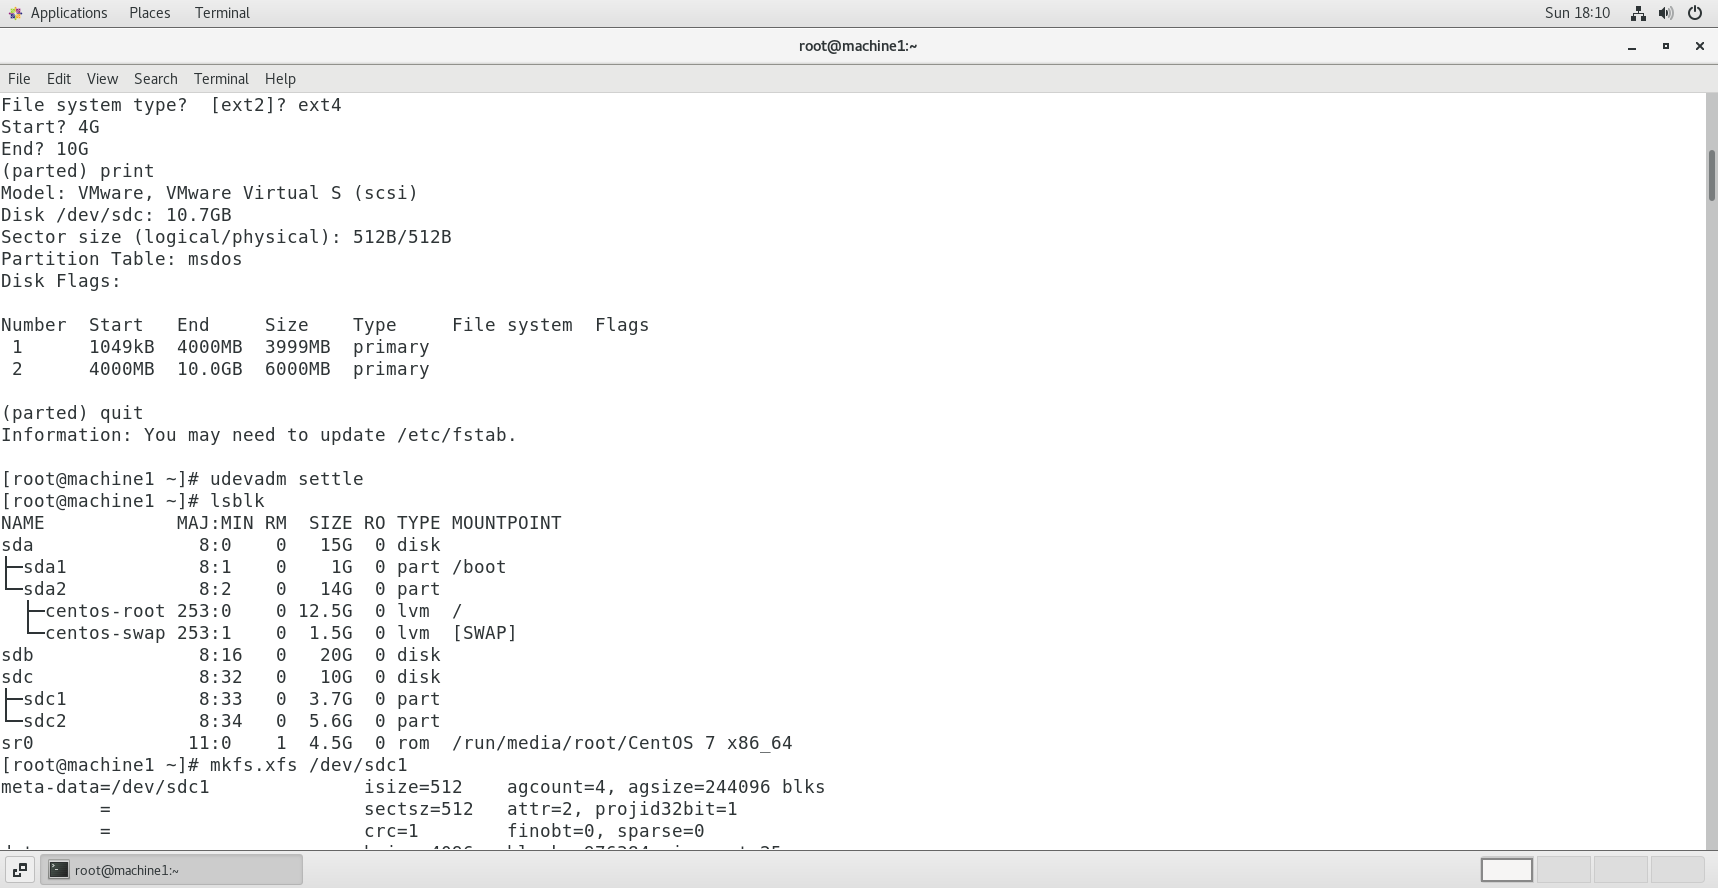 Applications Places Terminal Sun 18:10
root@machine1:~
File Edit View Search Terminal Help
File system type?  [ext2]? ext4
Start? 4G
End? 10G
(parted) print
Model: VMware, VMware Virtual S (scsi)
Disk /dev/sdc: 10.7GB
Sector size (logical/physical): 512B/512B
Partition Table: msdos
Disk Flags:
Number  Start   End     Size    Type     File system  Flags
 1      1049kB  4000MB  3999MB  primary
 2      4000MB  10.0GB  6000MB  primary
(parted) quit
Information: You may need to update /etc/fstab.
[root@machine1 ~]# udevadm settle
[root@machine1 ~]# lsblk
NAME            MAJ:MIN RM  SIZE RO TYPE MOUNTPOINT
sda               8:0    0   15G  0 disk
├─sda1            8:1    0    1G  0 part /boot
└─sda2            8:2    0   14G  0 part
  ├─centos-root 253:0    0 12.5G  0 lvm  /
  └─centos-swap 253:1    0  1.5G  0 lvm  [SWAP]
sdb               8:16   0   20G  0 disk
sdc               8:32   0   10G  0 disk
├─sdc1            8:33   0  3.7G  0 part
└─sdc2            8:34   0  5.6G  0 part
sr0              11:0    1  4.5G  0 rom  /run/media/root/CentOS 7 x86_64
[root@machine1 ~]# mkfs.xfs /dev/sdc1
meta-data=/dev/sdc1              isize=512    agcount=4, agsize=244096 blks
         =                       sectsz=512   attr=2, projid32bit=1
         =                       crc=1        finobt=0, sparse=0
root@machine1:~